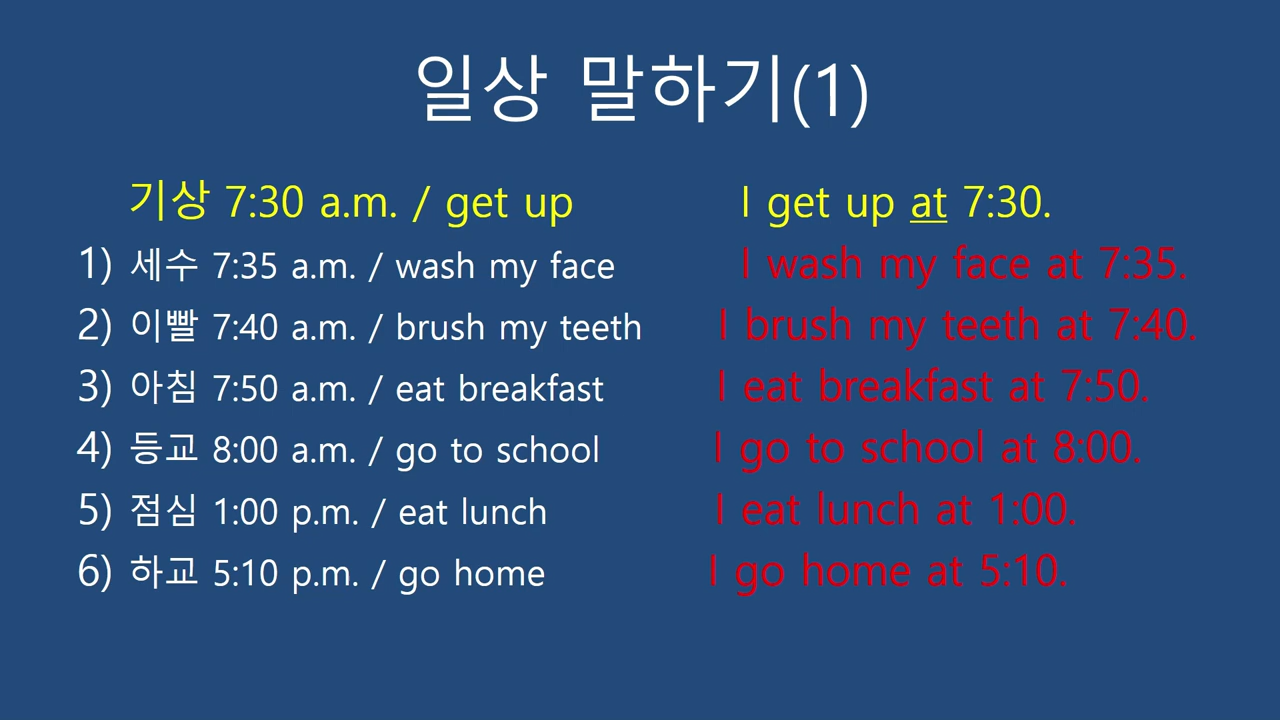 일상 말하기(1)
기상 7:30 a.m. / get up I get up at 7:30.
1) 세수 7:35 a.m. / wash my face I wash my face at 7:35.
2) 이빨 7:40 a.m. / brush my teeth I brush my teeth at 7:40.
3) 아침 7:50 a.m. / eat breakfast I eat breakfast at 7:50.
4) 등교 8:00 a.m. / go to school I go to school at 8:00.
5) 점심 1:00 p.m. / eat lunch I eat lunch at 1:00.
6) 하교 5:10 p.m. / go home I go home at 5:10.